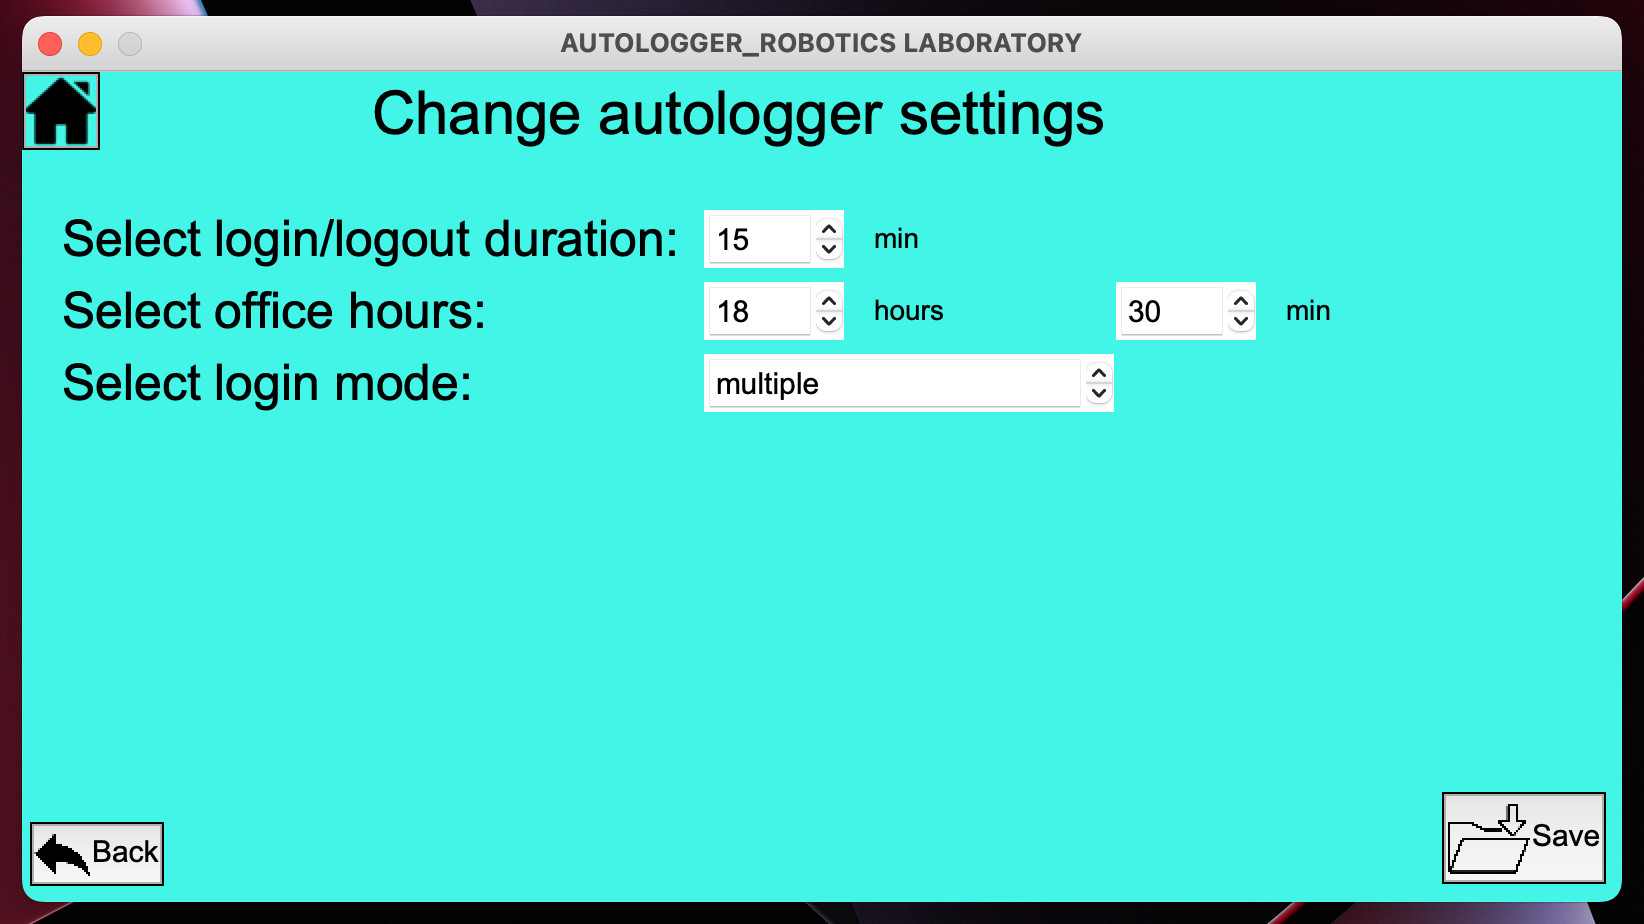 AUTOLOGGER_ROBOTICS LABORATORY
Change autologger settings
Select login/logout duration: 15 min
Select office hours: 18 hours 30 min
Select login mode: multiple
Back
Save